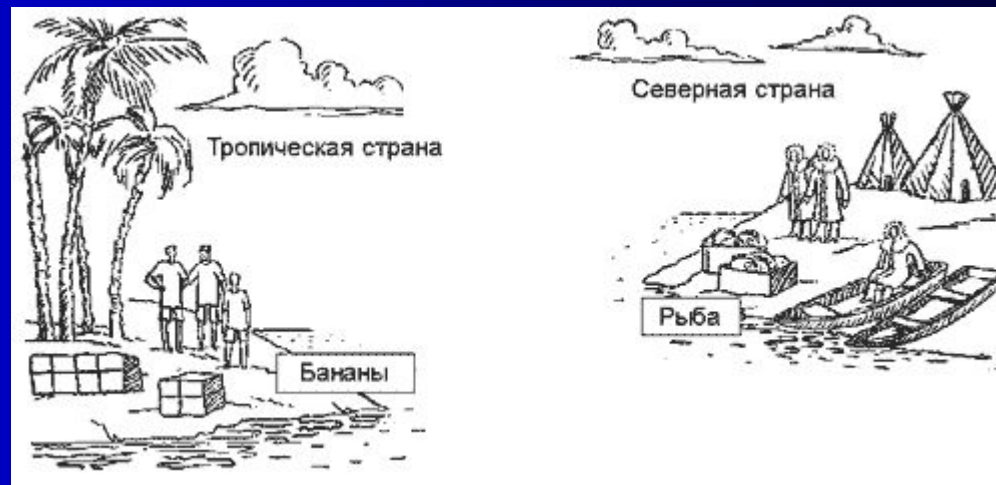 Тропическая страна
Бананы
Северная страна
Рыба